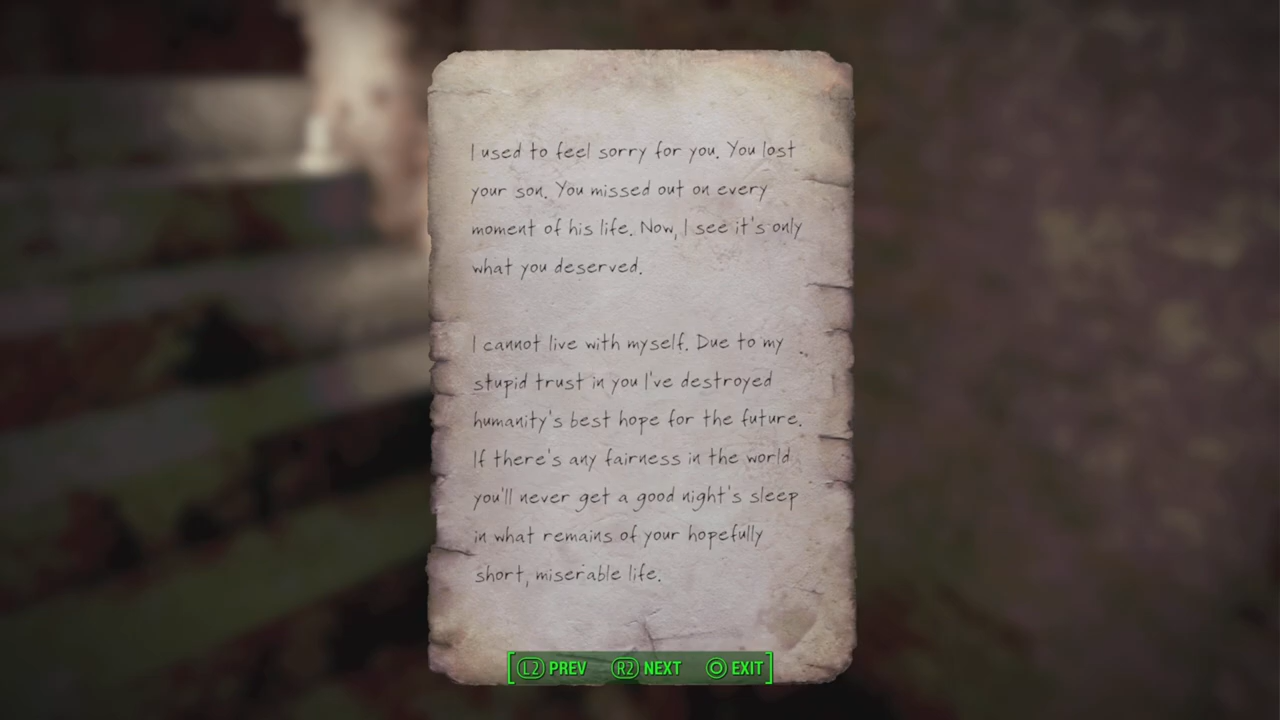 I used to feel sorry for you. You lost
your son. You missed out on every
moment of his life. Now, I see it's only
what you deserved.
I cannot live with myself. Due to my
stupid trust in you I've destroyed
humanity's best hope for the future.
If there's any fairness in the world
you'll never get a good night's sleep
in what remains of your hopefully
short, miserable life.
L2 PREV R2 NEXT O EXIT